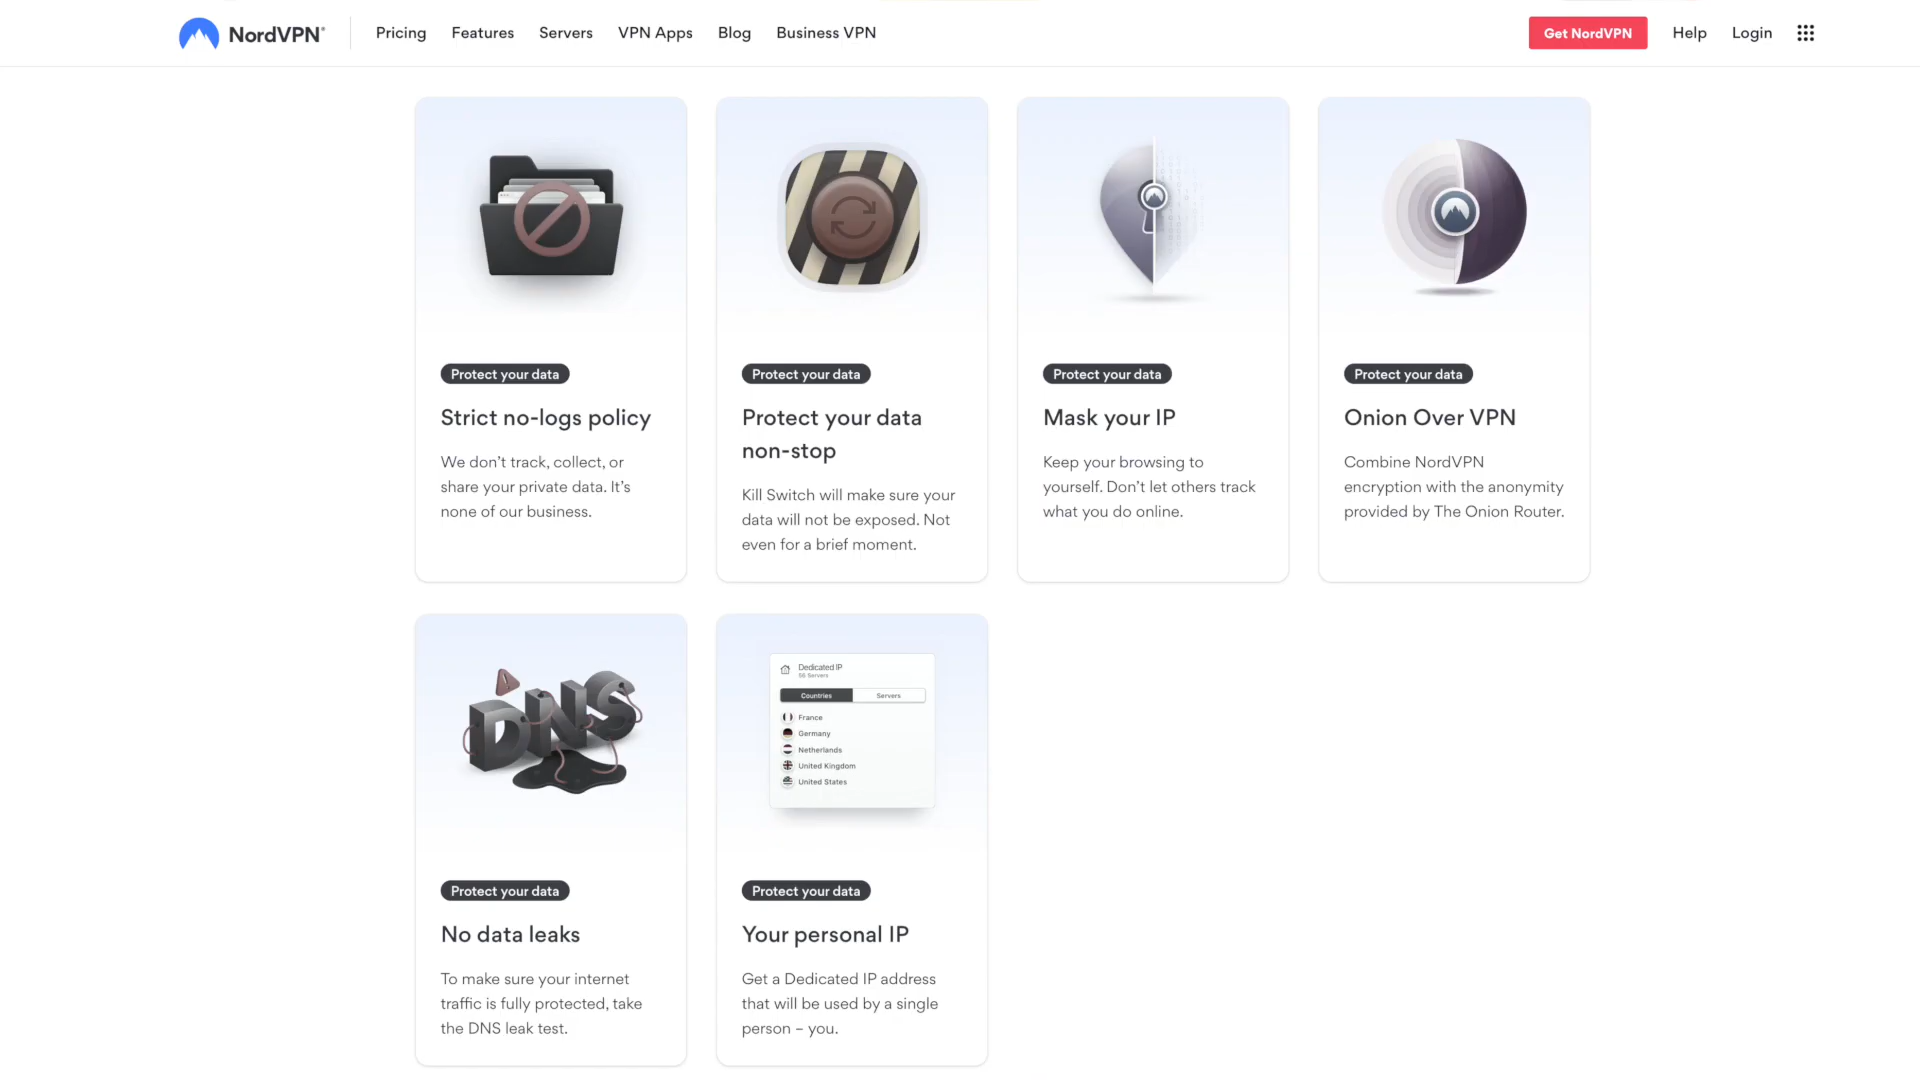 NordVPN®
Pricing
Features
Servers
VPN Apps
Blog
Business VPN
Get NordVPN
Help
Login
Protect your data
Strict no-logs policy
We don’t track, collect, or
share your private data. It’s
none of our business.
Protect your data
Protect your data
non-stop
Kill Switch will make sure your
data will not be exposed. Not
even for a brief moment.
Protect your data
Mask your IP
Keep your browsing to
yourself. Don’t let others track
what you do online.
Protect your data
Onion Over VPN
Combine NordVPN
encryption with the anonymity
provided by The Onion Router.
DNS
Protect your data
No data leaks
To make sure your internet
traffic is fully protected, take
the DNS leak test.
Dedicated IP
56 Servers
Countries
Servers
France
Germany
Netherlands
United Kingdom
United States
Protect your data
Your personal IP
Get a Dedicated IP address
that will be used by a single
person – you.